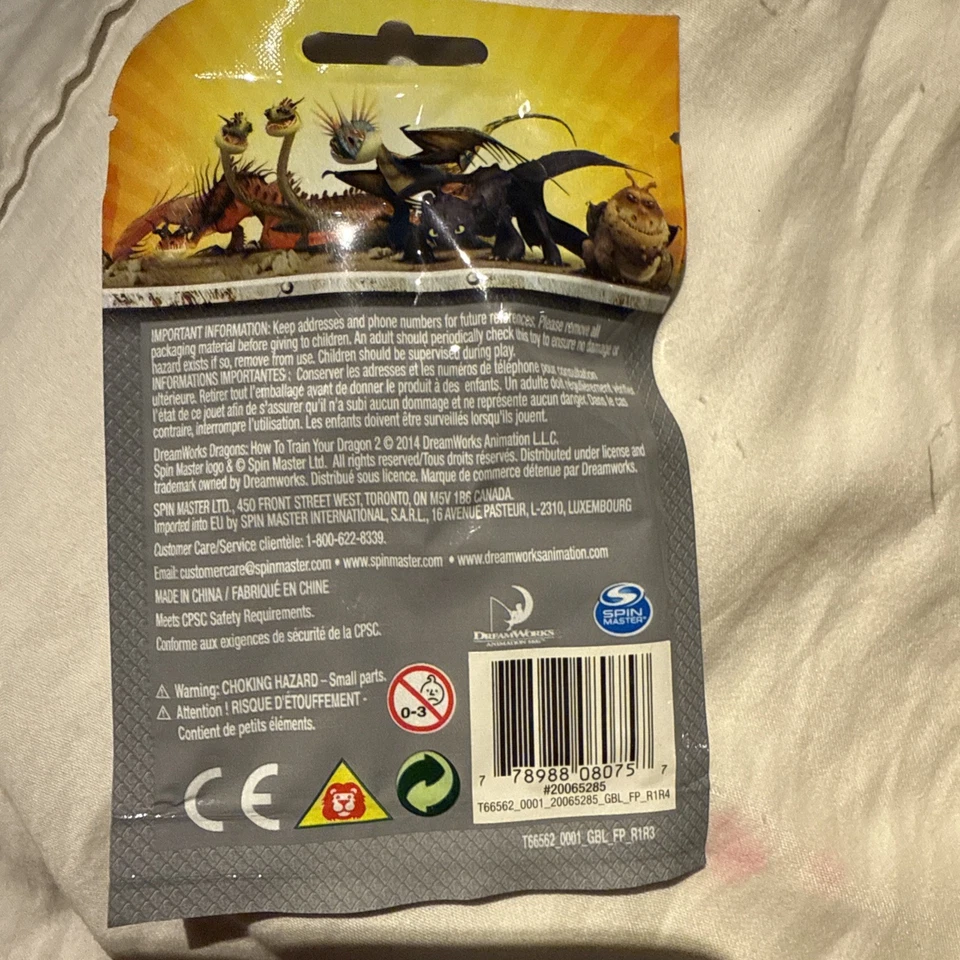 IMPORTANT INFORMATION: Keep addresses and phone numbers for future references. Please remove all
packaging material before giving to children. An adult should periodically check this toy to ensure no damage or
hazard exists if so, remove from use. Children should be supervised during play.
INFORMATIONS IMPORTANTES : Conserver les adresses et les numéros de téléphone pour consultation
ultérieure. Retirer tout l'emballage avant de donner le produit à des enfants. Un adulte doit régulièrement vérifier
l'état de ce jouet afin de s'assurer qu'il n'a subi aucun dommage et ne représente aucun danger. Dans le cas
contraire, interrompre l'utilisation. Les enfants doivent être surveillés lorsqu'ils jouent.
DreamWorks Dragons: How To Train Your Dragon 2 © 2014 DreamWorks Animation L.L.C.
Spin Master logo & © Spin Master Ltd. All rights reserved/Tous droits réservés. Distributed under license and
trademark owned by Dreamworks. Distribué sous licence. Marque de commerce détenue par Dreamworks.
SPIN MASTER LTD., 450 FRONT STREET WEST, TORONTO, ON M5V 1B6 CANADA.
Imported into EU by SPIN MASTER INTERNATIONAL, S.A.R.L., 16 AVENUE PASTEUR, L-2310, LUXEMBOURG
Customer Care/Service clientèle: 1-800-622-8339.
Email: customercare@spinmaster.com • www.spinmaster.com • www.dreamworksanimation.com
MADE IN CHINA / FABRIQUÉ EN CHINE
Meets CPSC Safety Requirements.
Conforme aux exigences de sécurité de la CPSC.
DREAMWORKS
ANIMATION SKG
SPIN
MASTER™
Warning: CHOKING HAZARD – Small parts.
Attention ! RISQUE D'ÉTOUFFEMENT -
Contient de petits éléments.
0-3
CE
7 78988 08075 7
#20065285
T66562_0001_20065285_GBL_FP_R1R4
T66562_0001_GBL_FP_R1R3